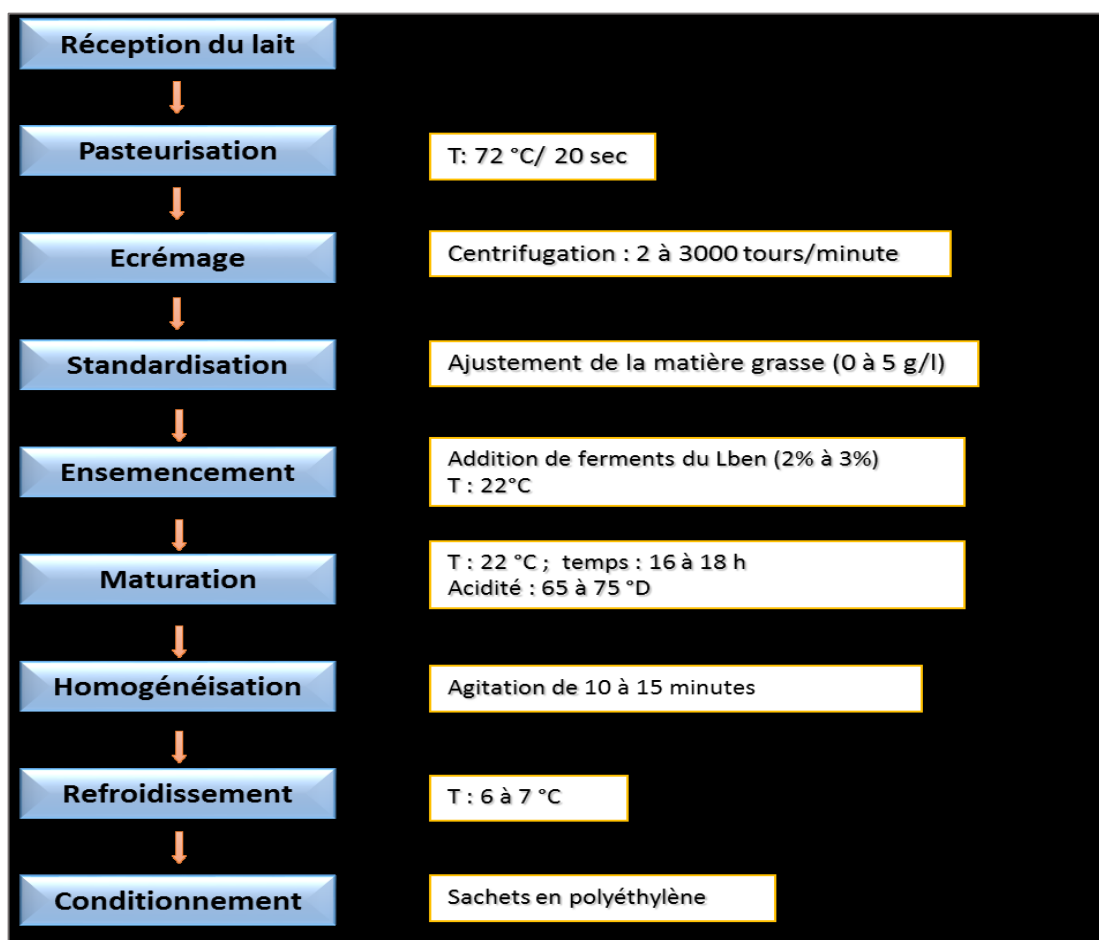 Réception du lait
Pasteurisation
T: 72 °C/ 20 sec
Ecrémage
Centrifugation : 2 à 3000 tours/minute
Standardisation
Ajustement de la matière grasse (0 à 5 g/l)
Ensemencement
Addition de ferments du Lben (2% à 3%)
T : 22°C
Maturation
T : 22 °C ; temps : 16 à 18 h
Acidité : 65 à 75 °D
Homogénéisation
Agitation de 10 à 15 minutes
Refroidissement
T : 6 à 7 °C
Conditionnement
Sachets en polyéthylène